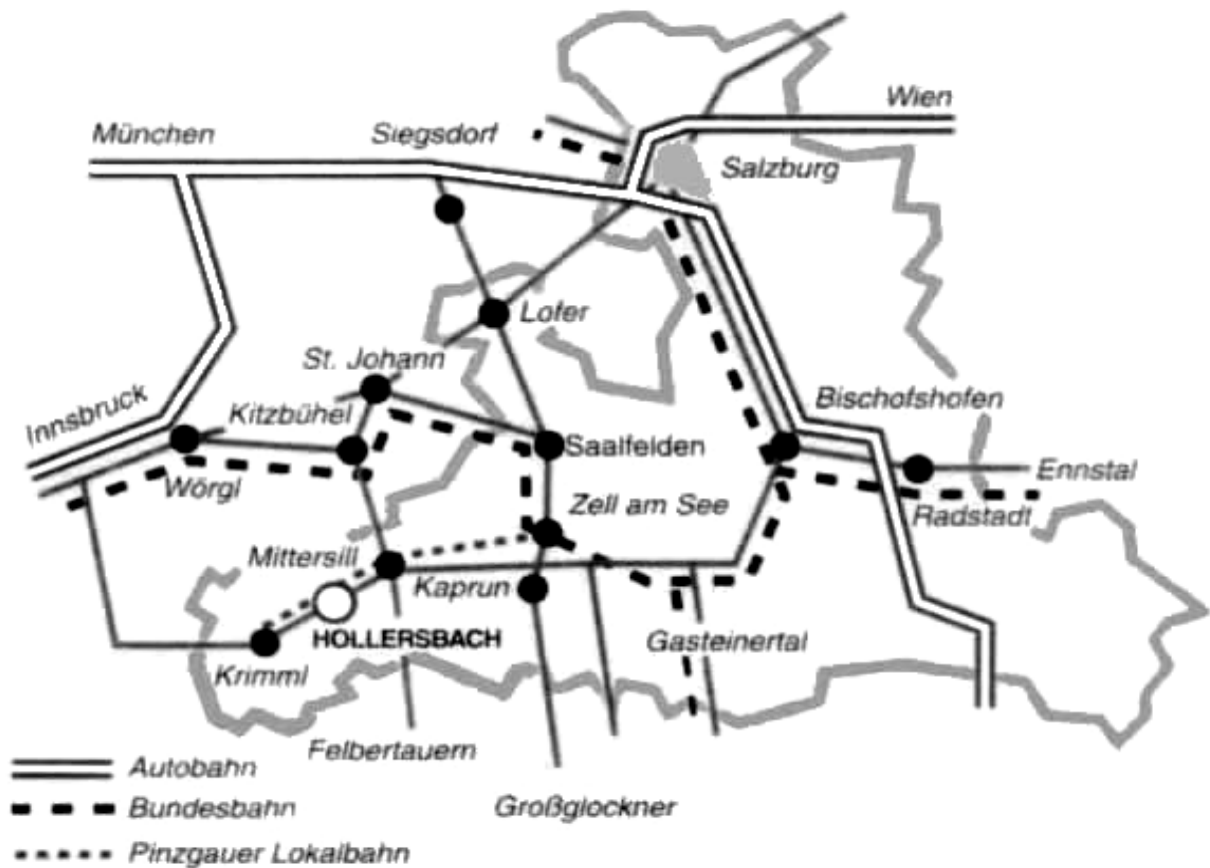 Wien
München
Siegsdorf
Salzburg
Lofer
St. Johann
Innsbruck
Kitzbühel
Bischofshofen
Saalfelden
Ennstal
Wörgl
Zell am See
Radstadt
Mittersill
Kaprun
HOLLERSBACH
Gasteinertal
Krimml
Felbertauern
Autobahn
Bundesbahn
Großglockner
Pinzgauer Lokalbahn